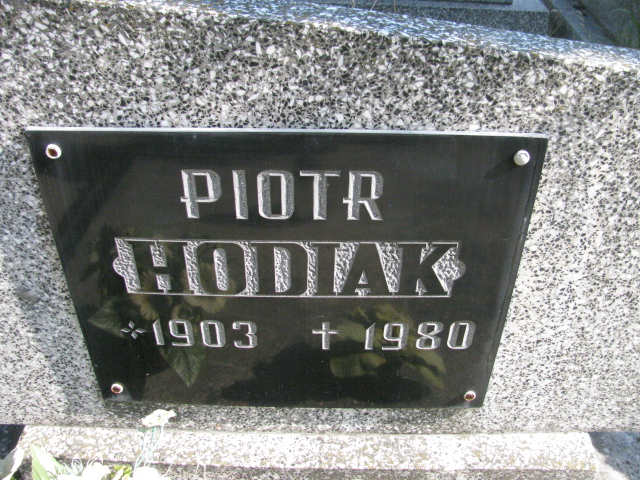 PIOTR
HODIAK
* 1903 † 1980